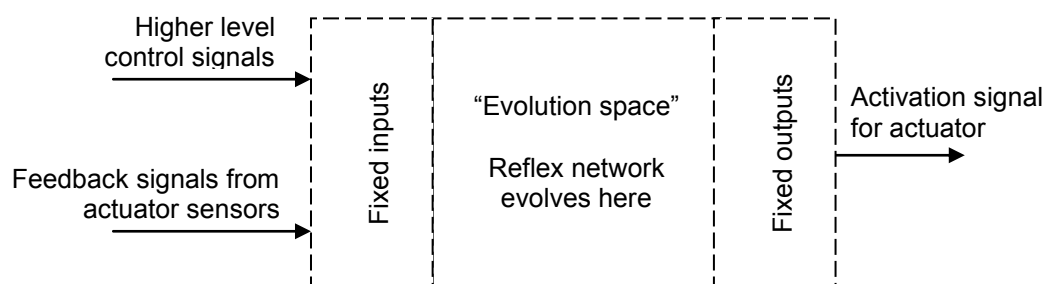 Higher level
control signals
Feedback signals from
actuator sensors
Fixed inputs
“Evolution space”
Reflex network
evolves here
Fixed outputs
Activation signal
for actuator